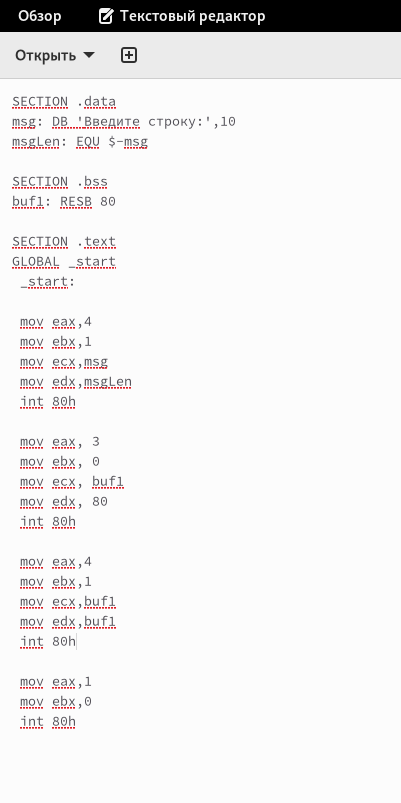 Обзор Текстовый редактор
Открыть
SECTION .data
msg: DB 'Введите строку:',10
msgLen: EQU $-msg
SECTION .bss
buf1: RESB 80
SECTION .text
GLOBAL _start
_start:
mov eax,4
mov ebx,1
mov ecx,msg
mov edx,msgLen
int 80h
mov eax, 3
mov ebx, 0
mov ecx, buf1
mov edx, 80
int 80h
mov eax,4
mov ebx,1
mov ecx,buf1
mov edx,buf1
int 80h
mov eax,1
mov ebx,0
int 80h